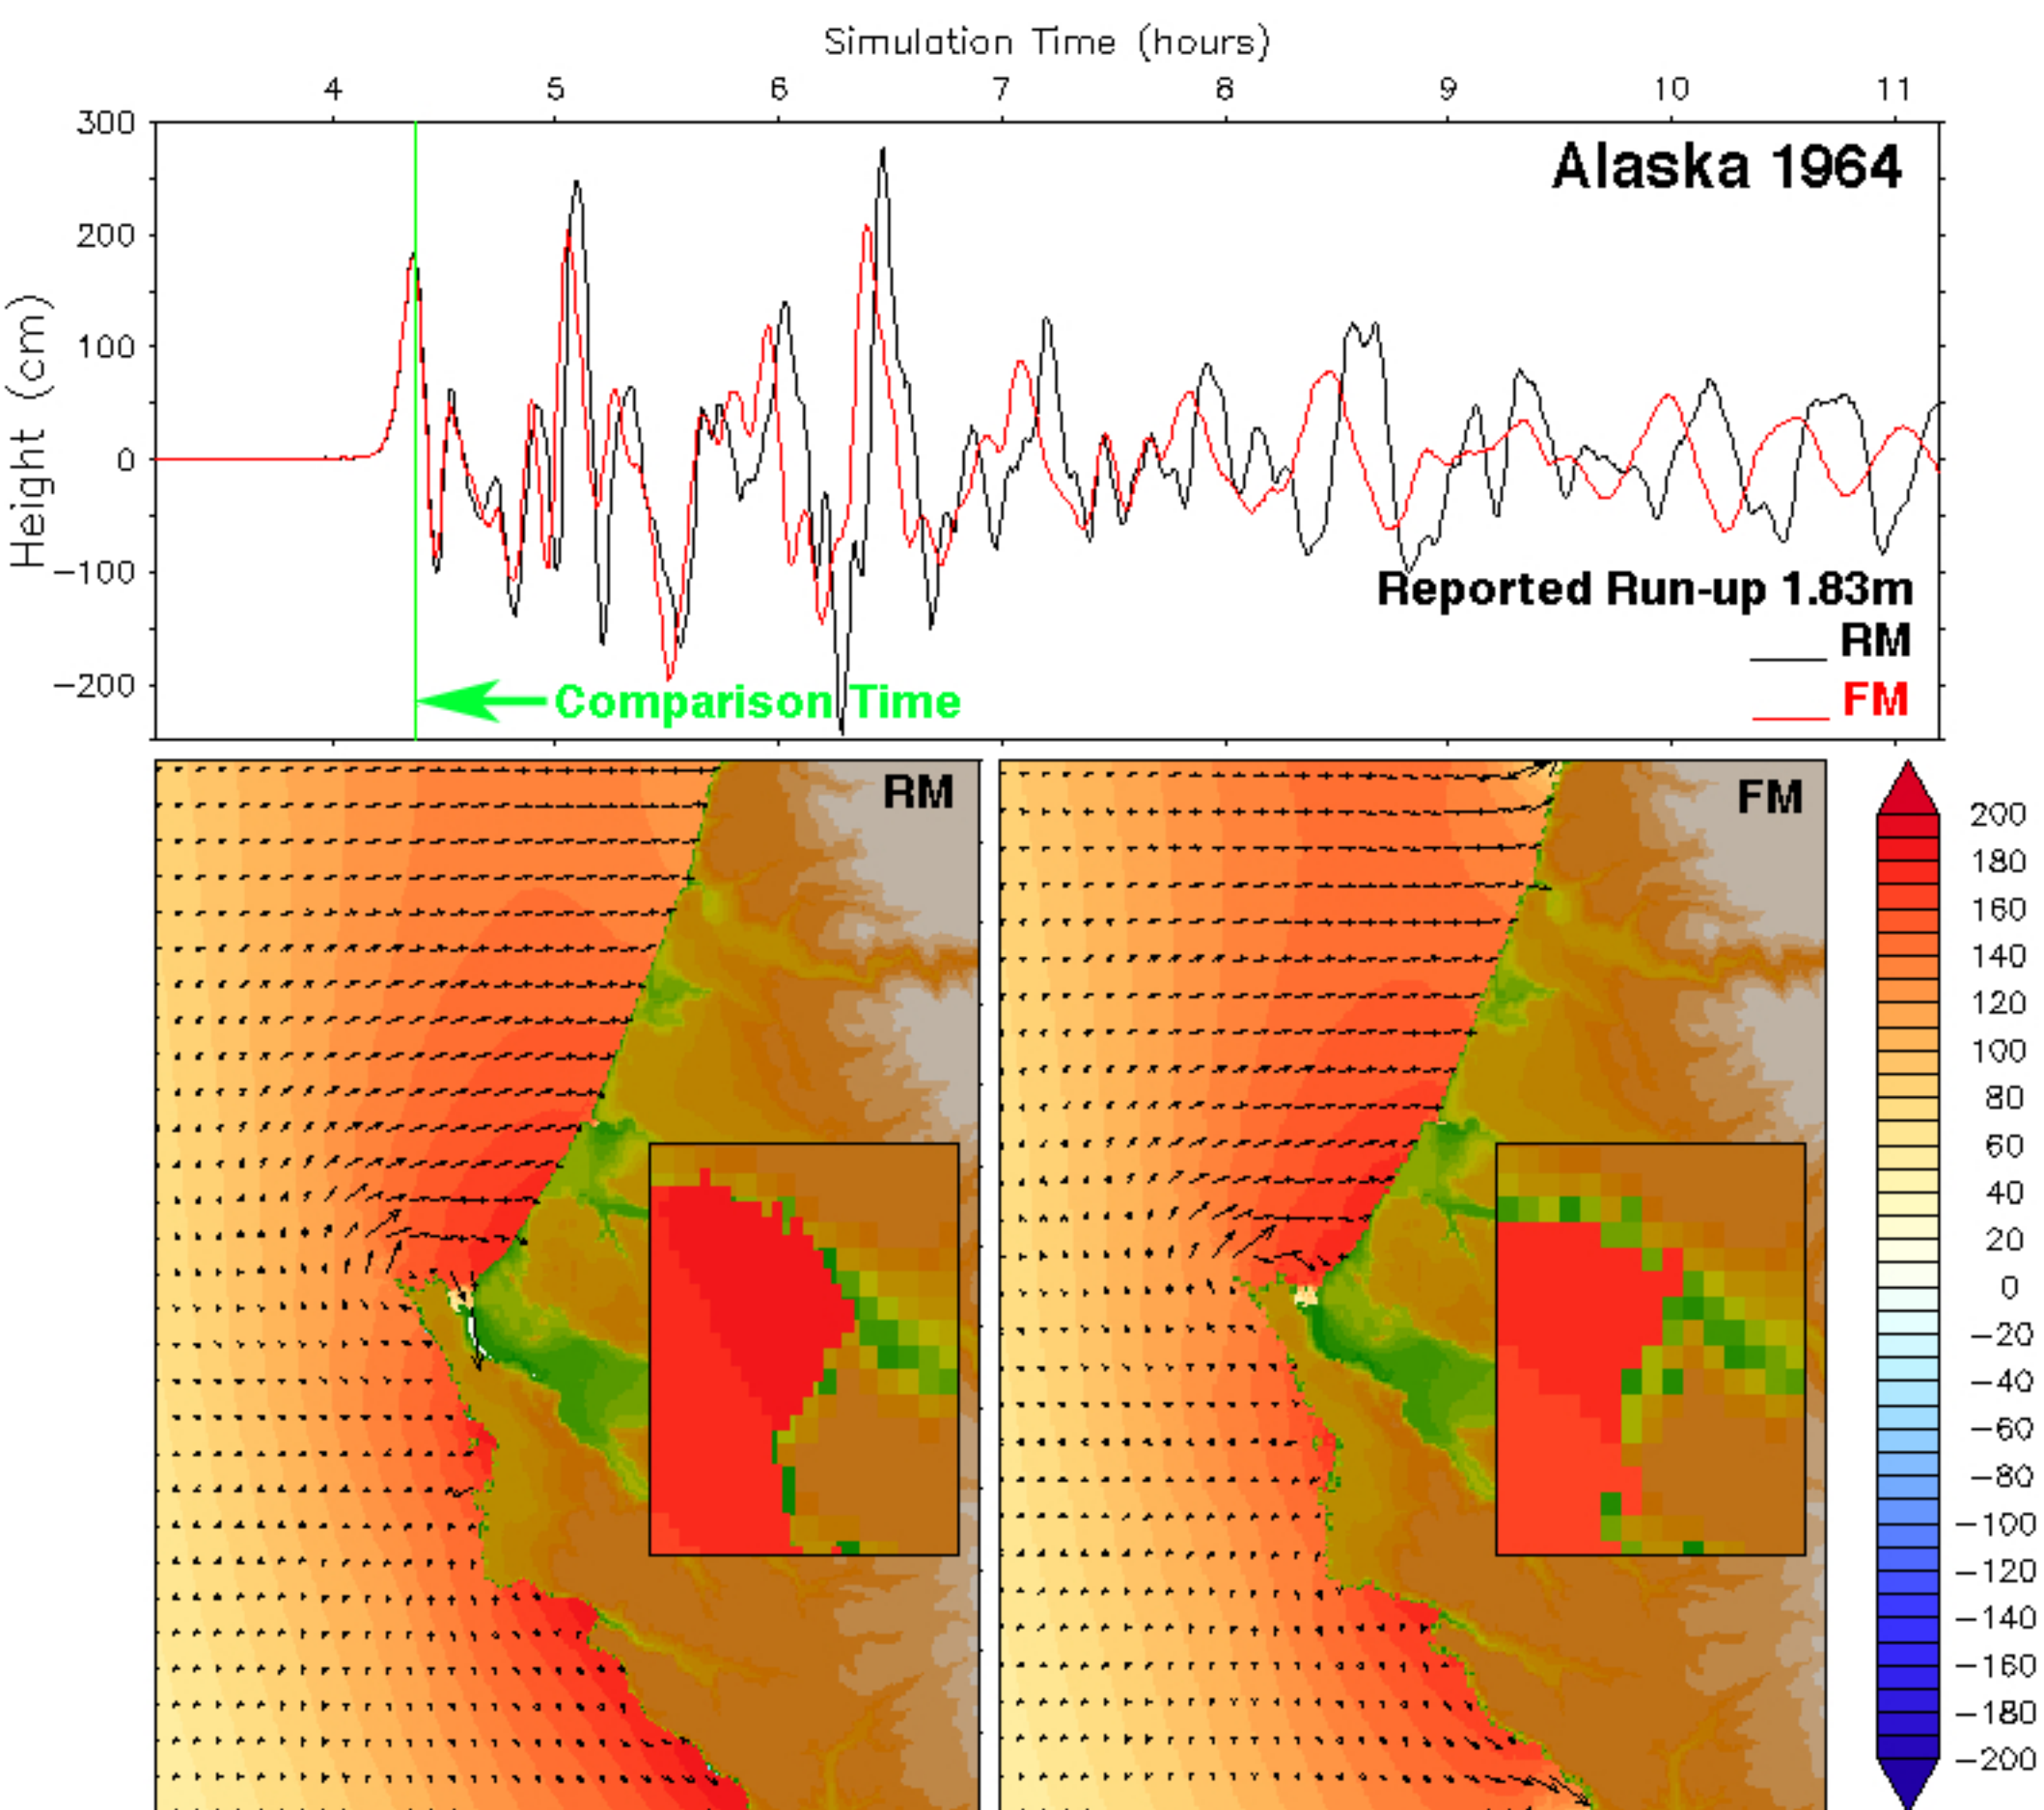 Simulation Time (hours)
4 5 6 7 8 9 10 11
Height (cm)
300
200
100
0
−100
−200
Alaska 1964
Reported Run-up 1.83m
RM
FM
Comparison Time
RM
FM
200
180
160
140
120
100
80
60
40
20
0
−20
−40
−60
−80
−100
−120
−140
−160
−180
−200